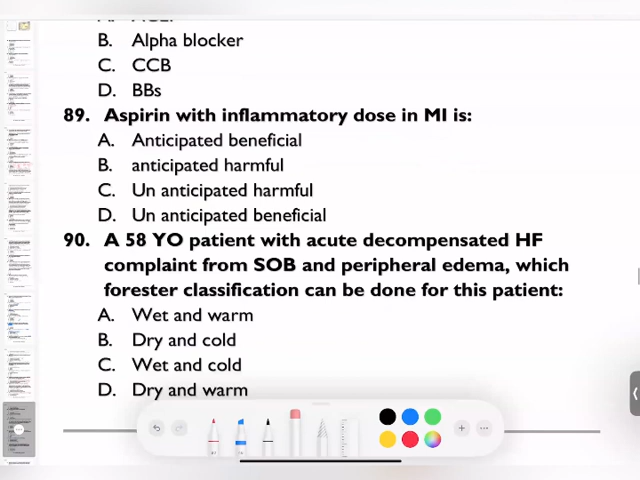 B. Alpha blocker
C. CCB
D. BBs
89. Aspirin with inflammatory dose in MI is:
A. Anticipated beneficial
B. anticipated harmful
C. Un anticipated harmful
D. Un anticipated beneficial
90. A 58 YO patient with acute decompensated HF
complaint from SOB and peripheral edema, which
forester classification can be done for this patient:
A. Wet and warm
B. Dry and cold
C. Wet and cold
D. Dry and warm